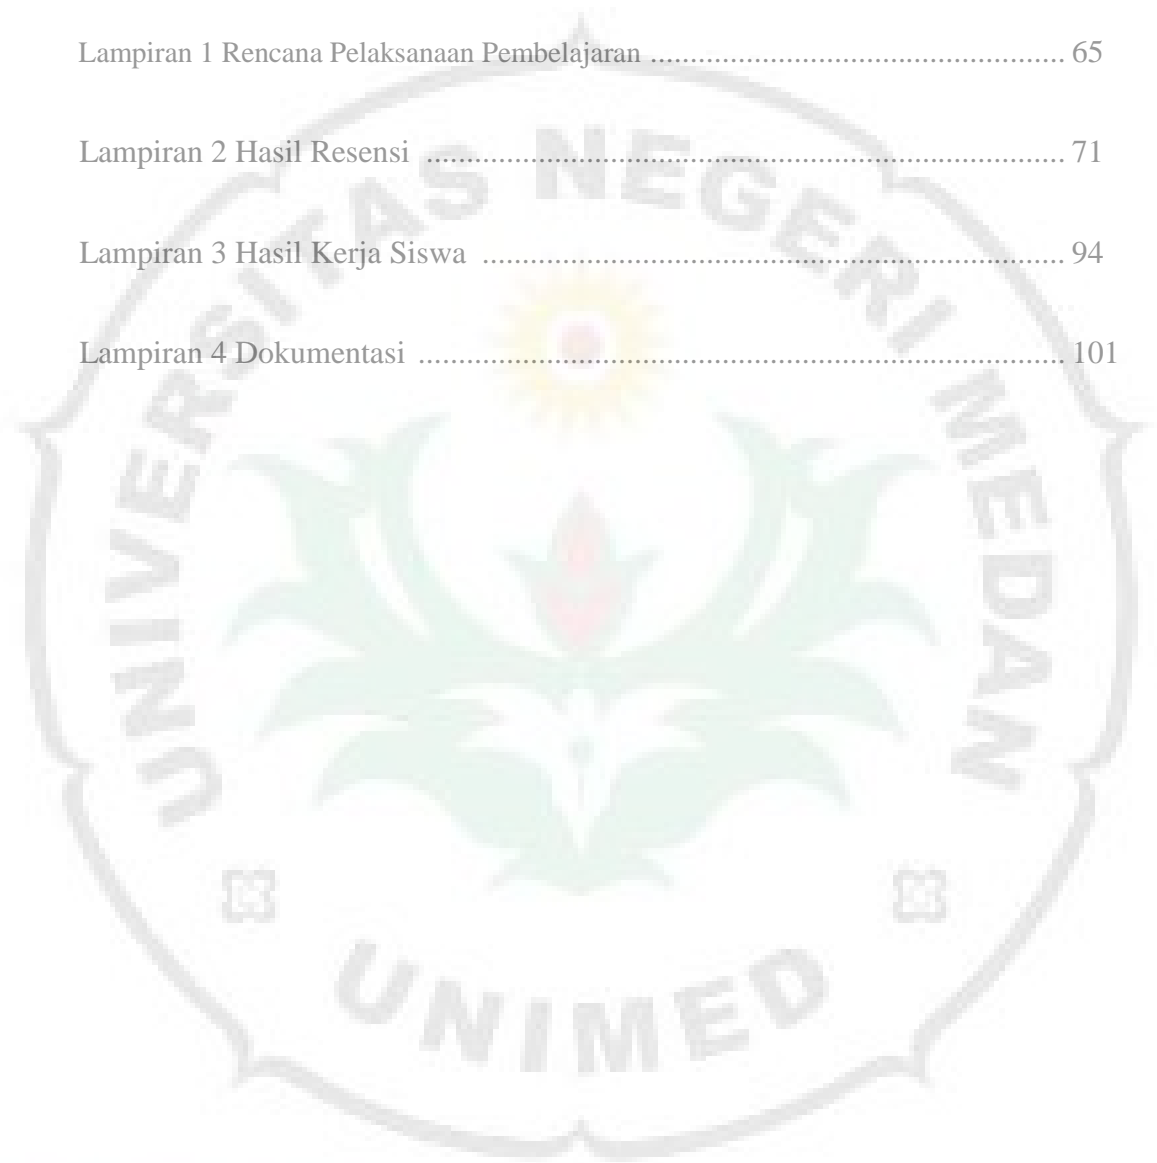 Lampiran 1 Rencana Pelaksanaan Pembelajaran ..................................................... 65
Lampiran 2 Hasil Resensi ................................................................................. 71
Lampiran 3 Hasil Kerja Siswa .......................................................................... 94
Lampiran 4 Dokumentasi .................................................................................. 101
UNIVERSITAS NEGERI MEDAN
UNIMED